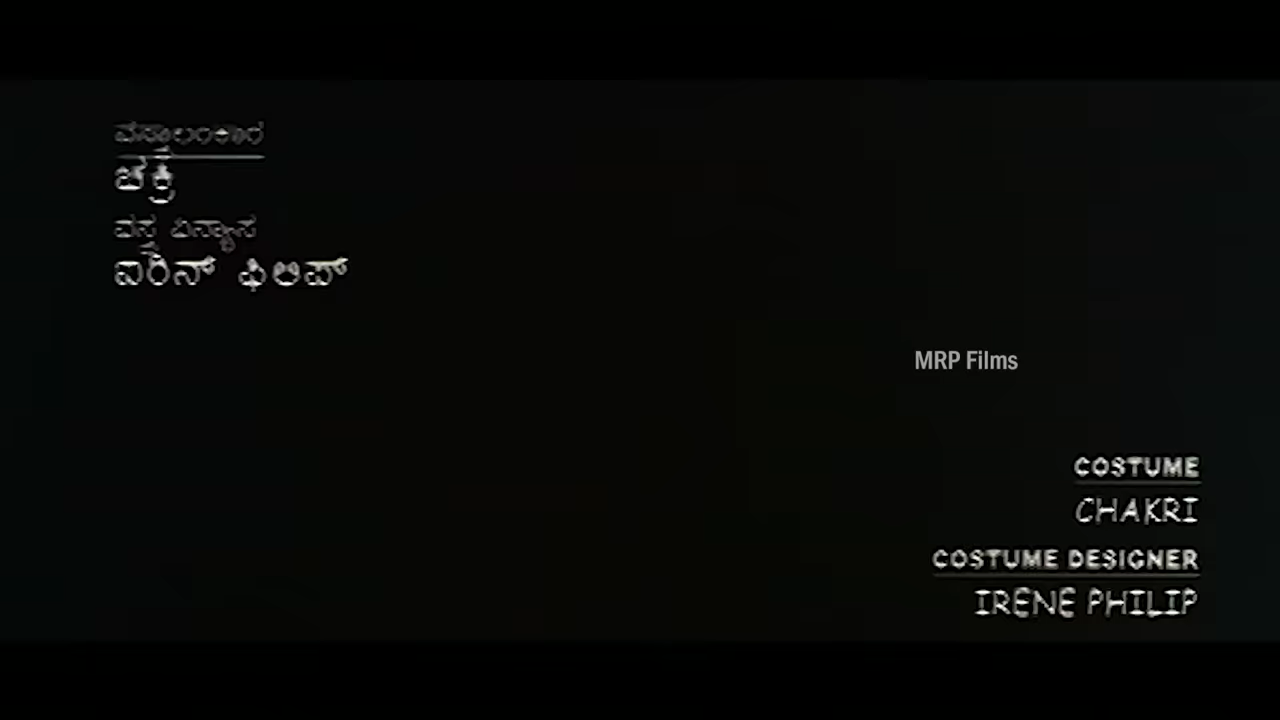 ವಸ್ತ್ರಾಲಂಕಾರ
ಚಕ್ರಿ
ವಸ್ತ್ರ ವಿನ್ಯಾಸ
ಐರಿನ್ ಫಿಲಿಪ್
MRP Films
COSTUME
CHAKRI
COSTUME DESIGNER
IRENE PHILIP